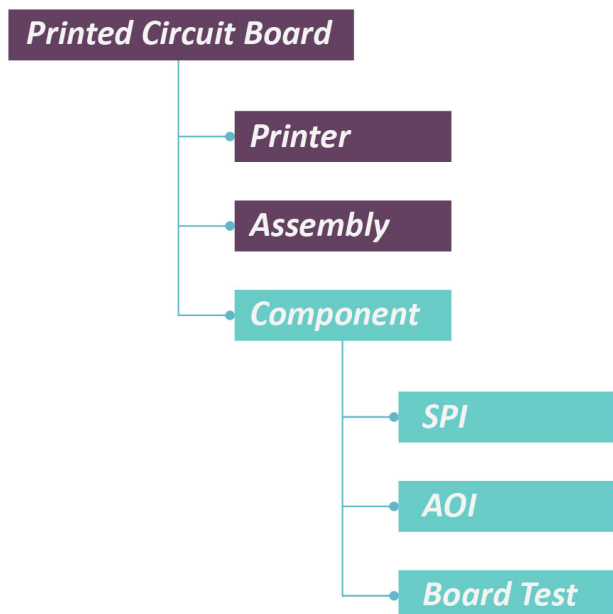 Printed Circuit Board
Printer
Assembly
Component
SPI
AOI
Board Test